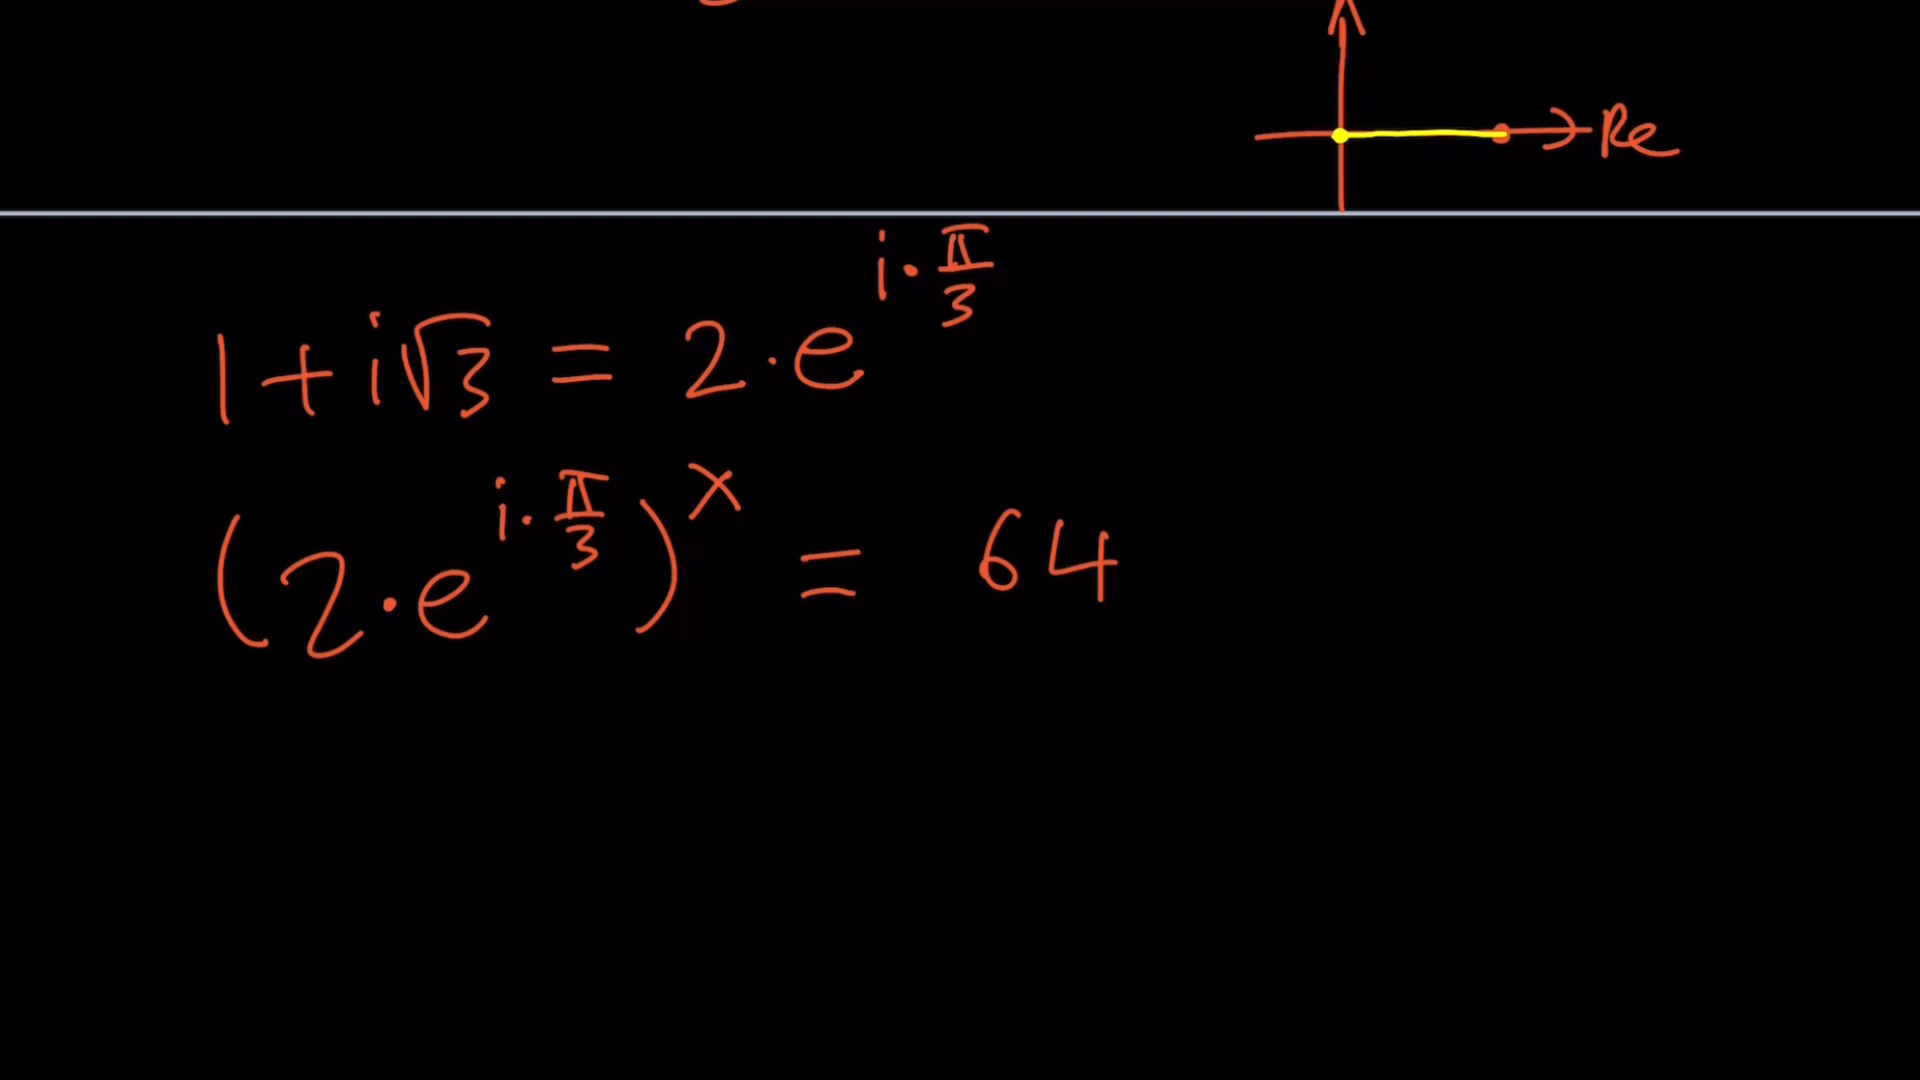 Re
1+i√3 = 2·e^(i·π/3)
(2·e^(i·π/3))^x = 64